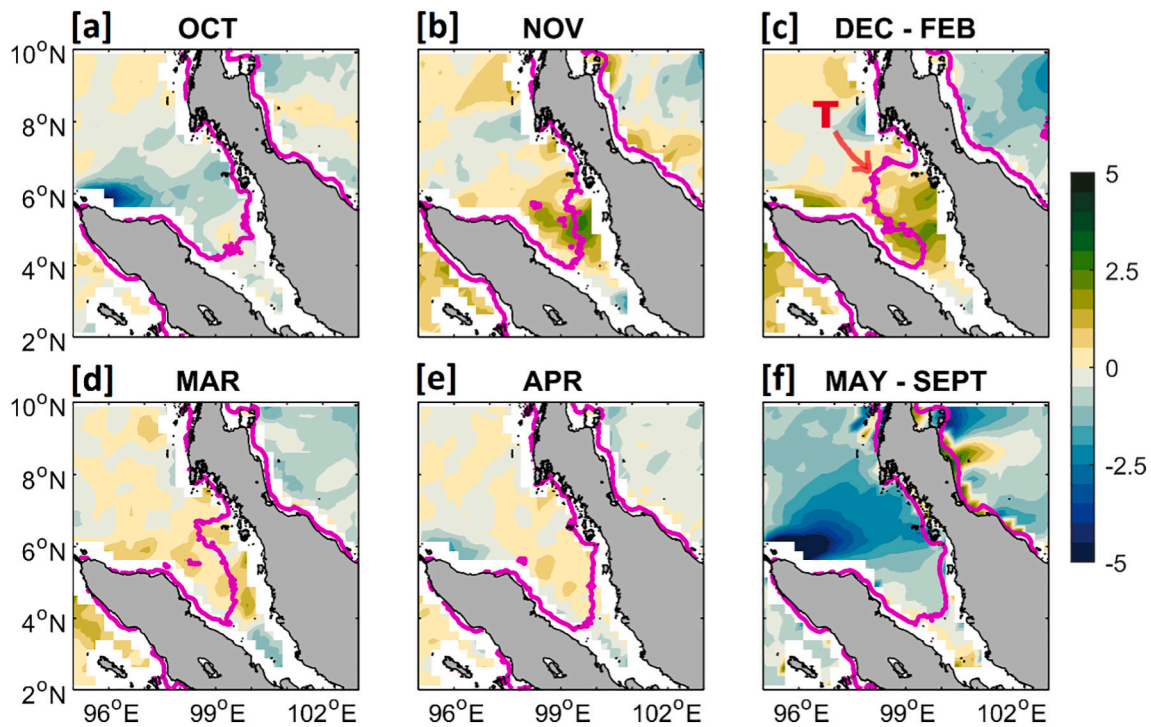 [a] OCT [b] NOV [c] DEC - FEB
10°N
8°N
6°N
4°N
2°N
T
5
2.5
0
-2.5
-5
[d] MAR [e] APR [f] MAY - SEPT
10°N
8°N
6°N
4°N
2°N
96°E 99°E 102°E 96°E 99°E 102°E 96°E 99°E 102°E